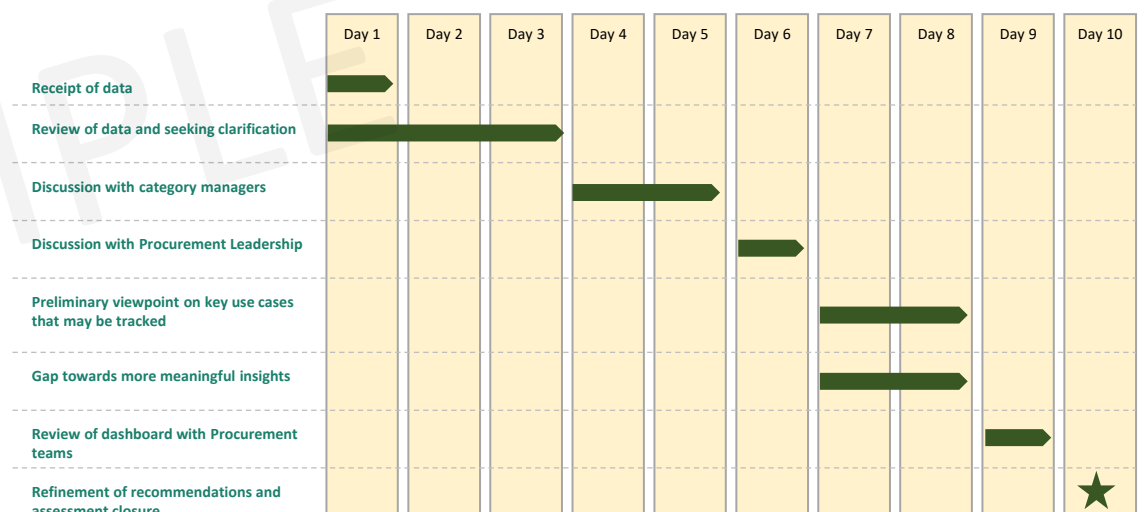 Day 1 Day 2 Day 3 Day 4 Day 5 Day 6 Day 7 Day 8 Day 9 Day 10
Receipt of data
Review of data and seeking clarification
Discussion with category managers
Discussion with Procurement Leadership
Preliminary viewpoint on key use cases
that may be tracked
Gap towards more meaningful insights
Review of dashboard with Procurement
teams
Refinement of recommendations and
assessment closure
MPLE